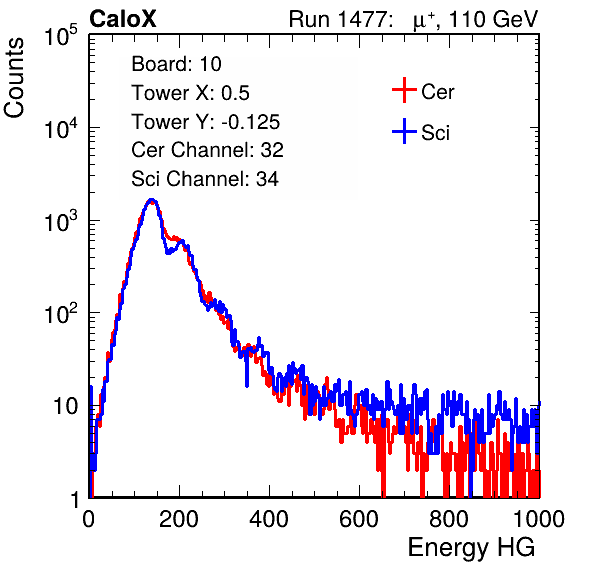 CaloX Run 1477: μ⁺, 110 GeV
Counts
10⁵
10⁴
10³
10²
10
1
Board: 10
Tower X: 0.5
Tower Y: -0.125
Cer Channel: 32
Sci Channel: 34
Cer
Sci
0 200 400 600 800 1000
Energy HG